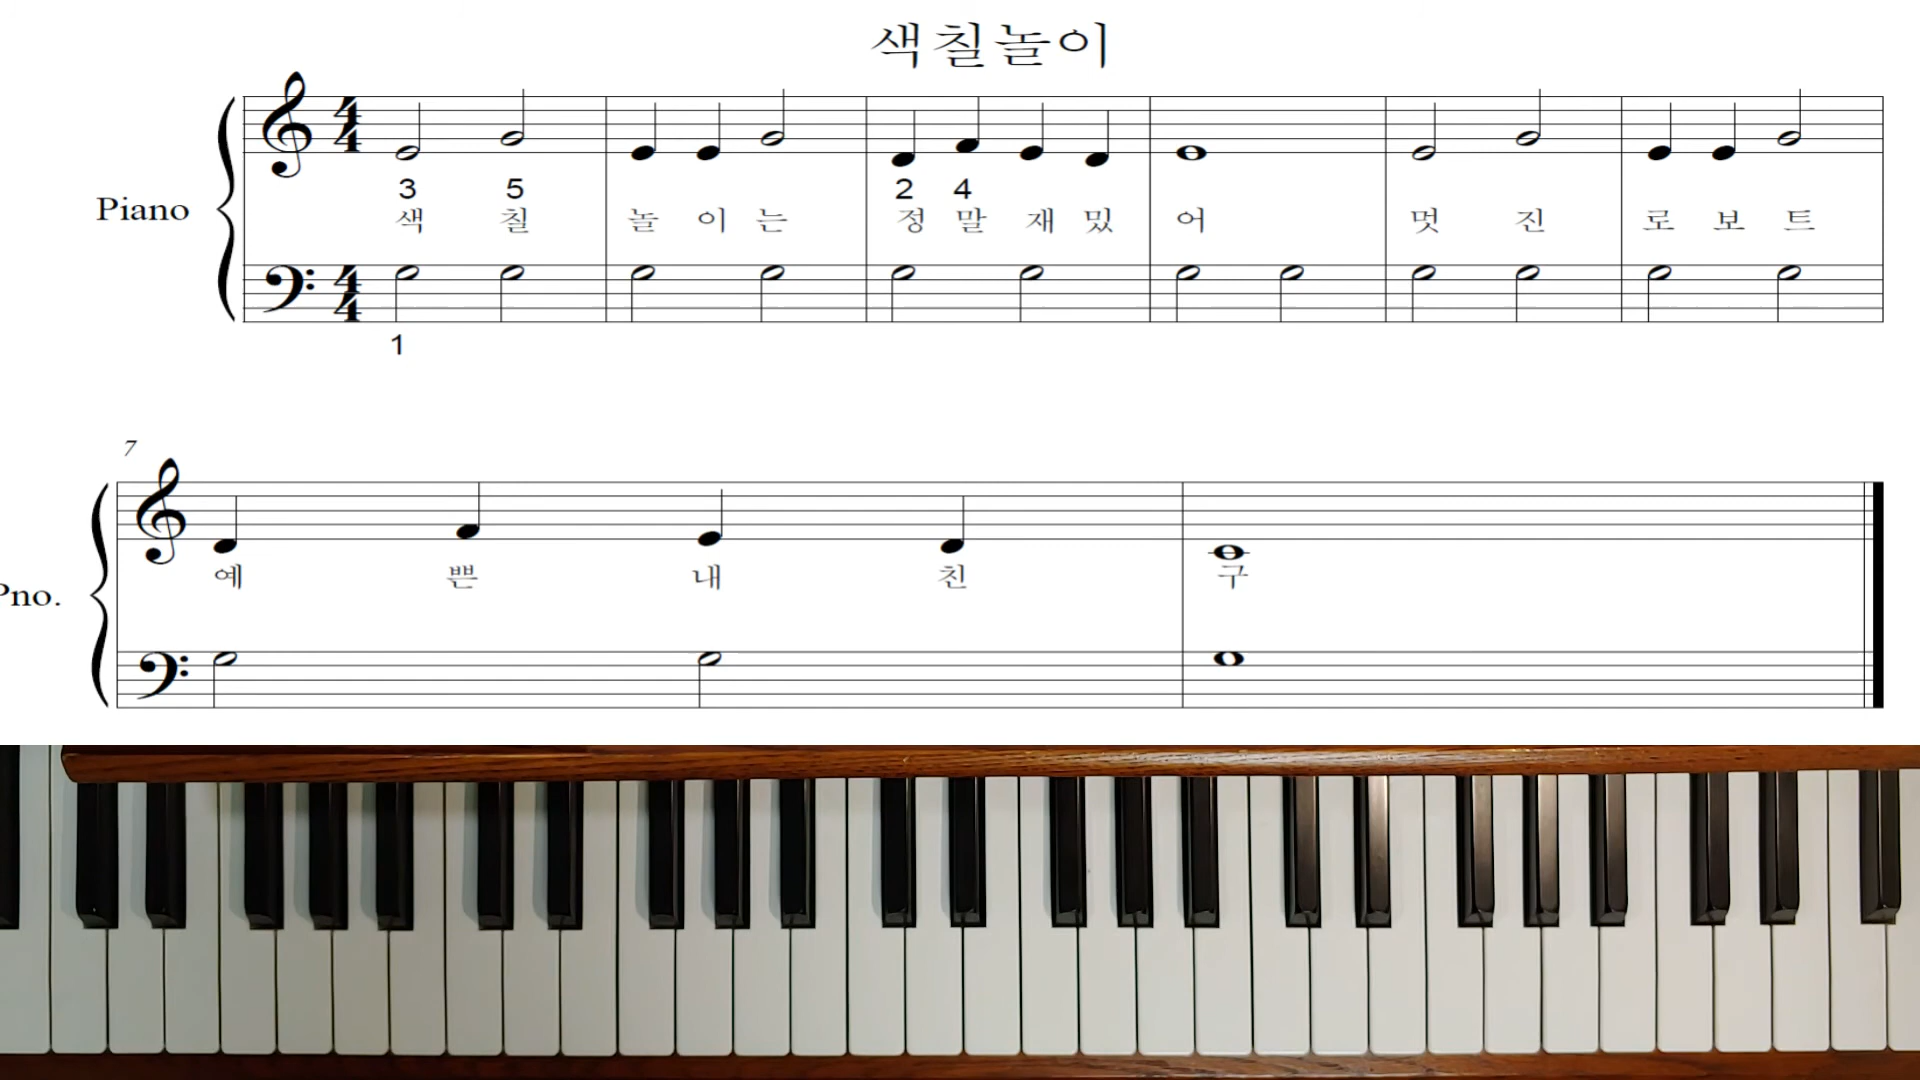 색칠놀이
3 5 2 4
Piano
색 칠 놀 이 는 정 말 재 밌 어 멋 진 로 보 트
1
7
예 쁜 내 친 구
Pno.